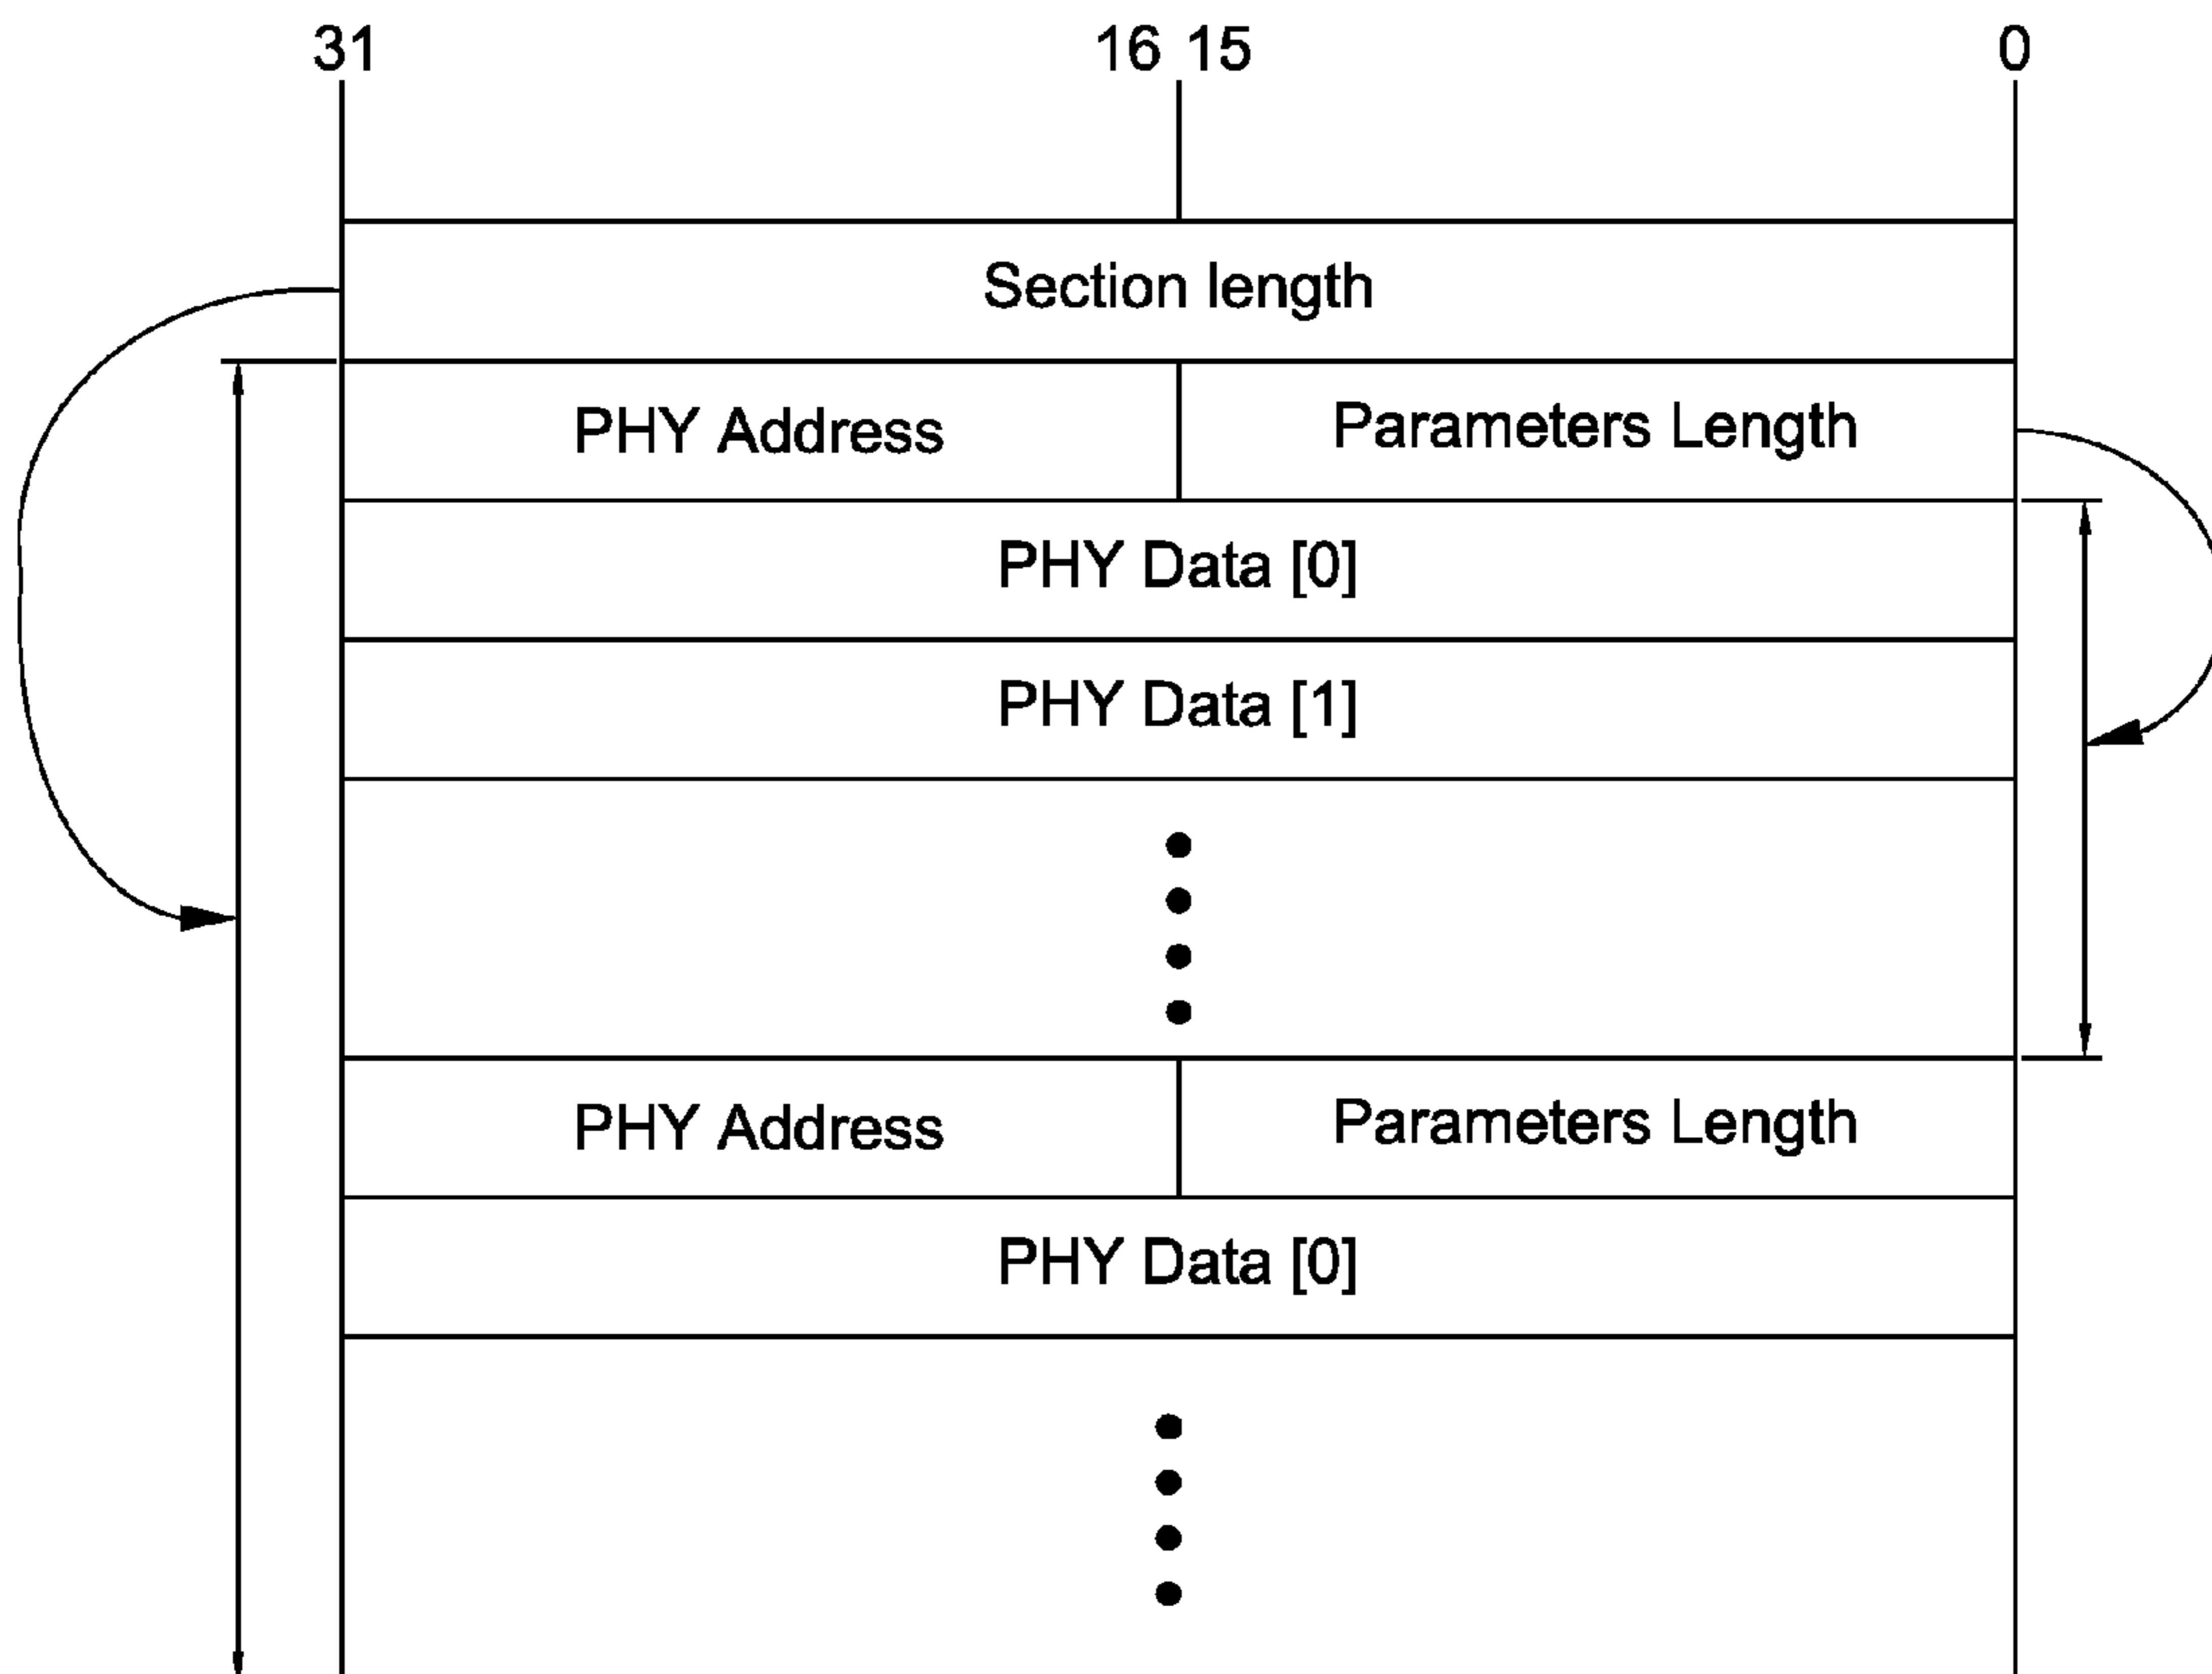 31 16 15 0
Section length
PHY Address Parameters Length
PHY Data [0]
PHY Data [1]
PHY Address Parameters Length
PHY Data [0]